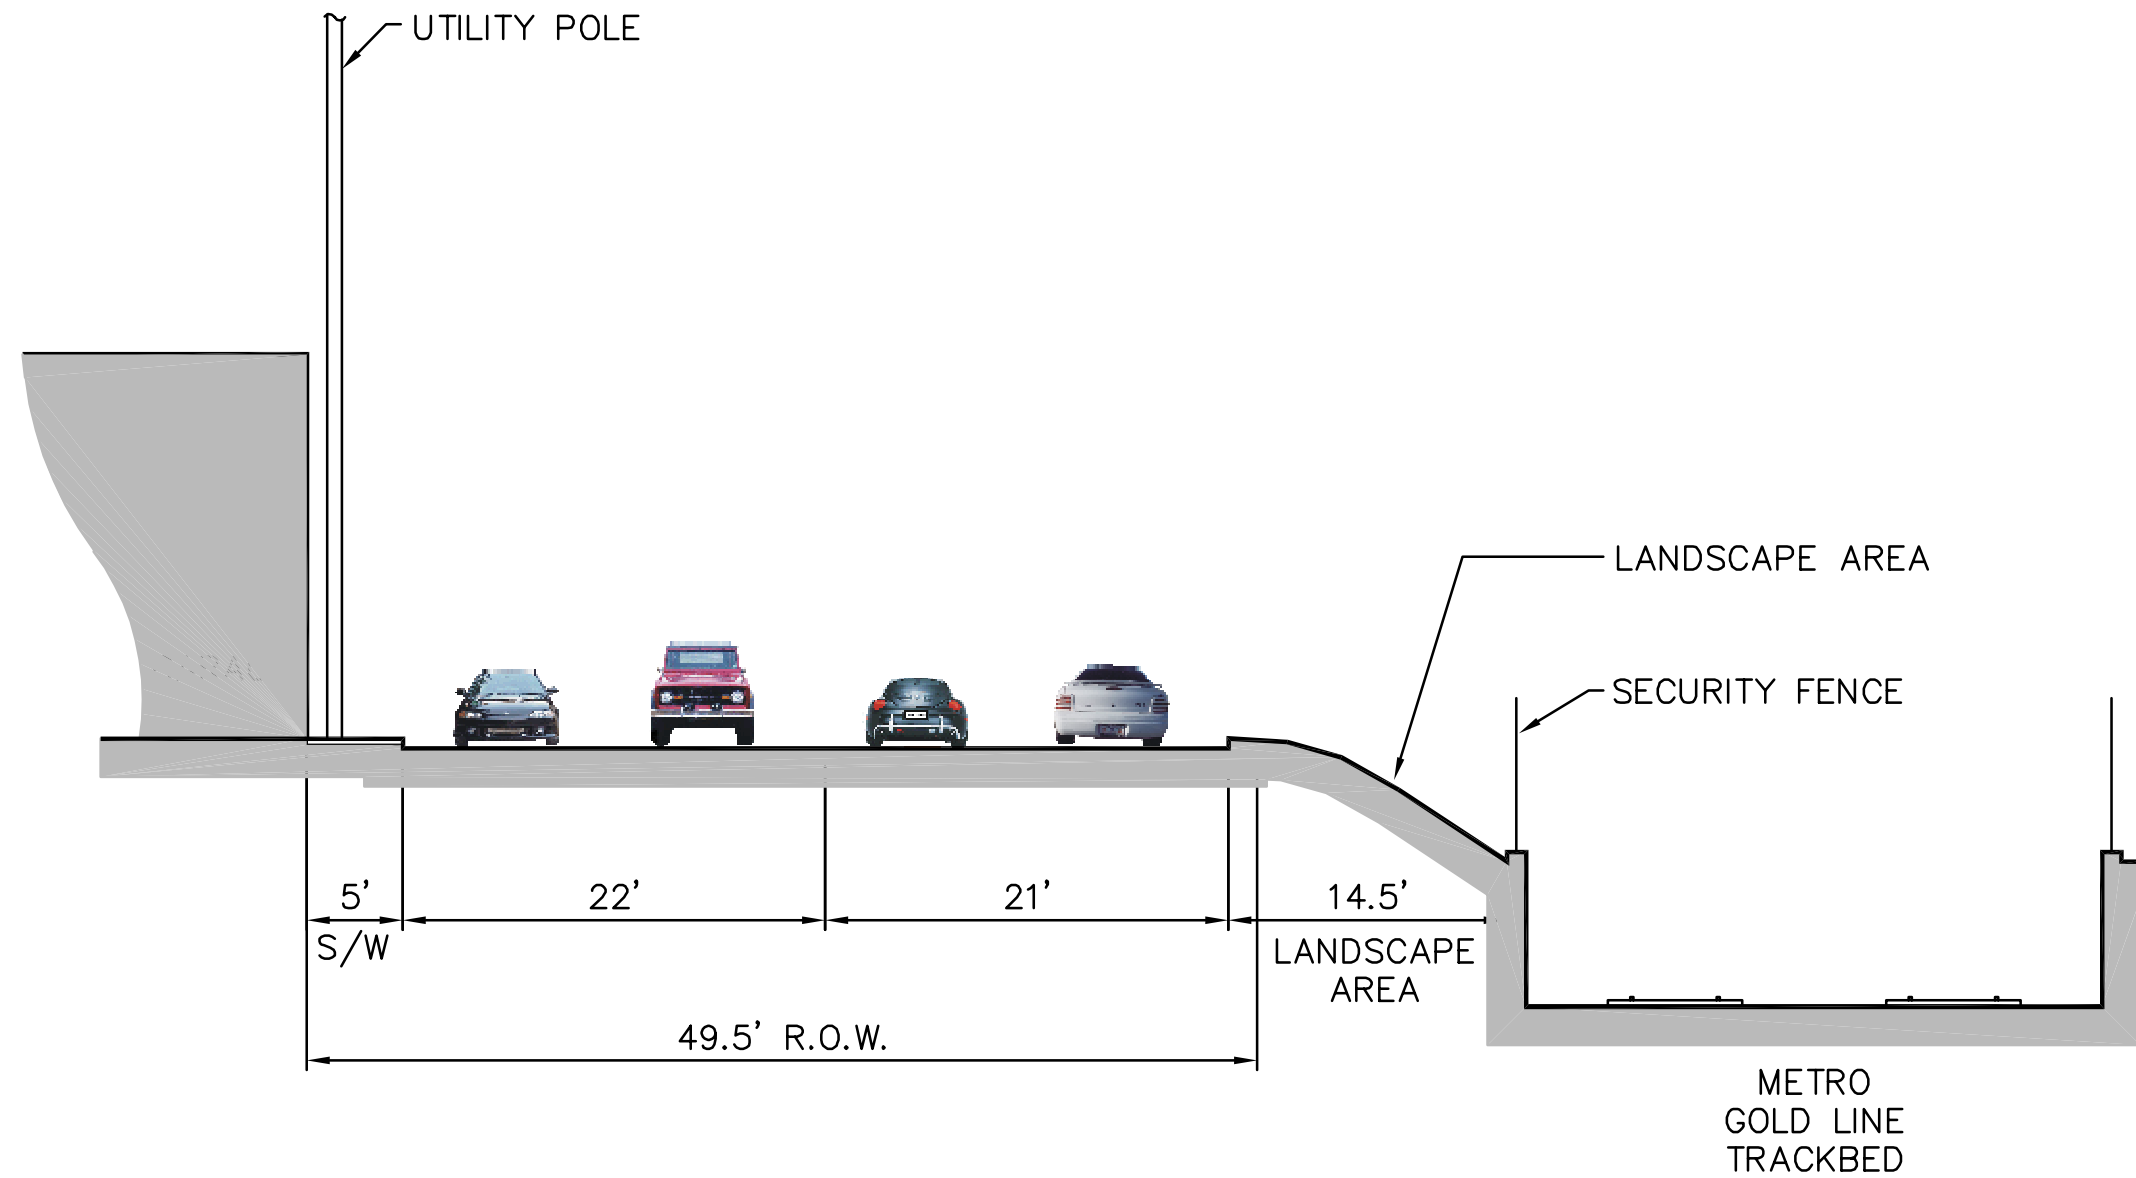 UTILITY POLE
LANDSCAPE AREA
SECURITY FENCE
5'
22'
21'
14.5'
S/W
LANDSCAPE
AREA
49.5' R.O.W.
METRO
GOLD LINE
TRACKBED